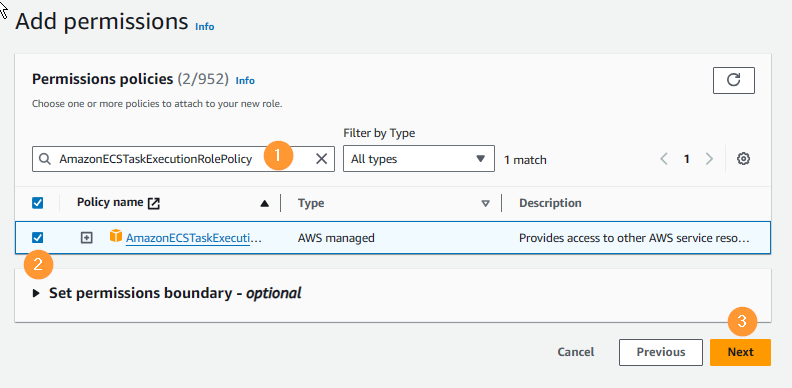 Add permissions Info
Permissions policies (2/952) Info
Choose one or more policies to attach to your new role.
Filter by Type
AmazonECSTaskExecutionRolePolicy 1 All types 1 match 1
Policy name Type Description
AmazonECSTaskExecuti... AWS managed Provides access to other AWS service reso...
2
Set permissions boundary - optional
3
Cancel Previous Next